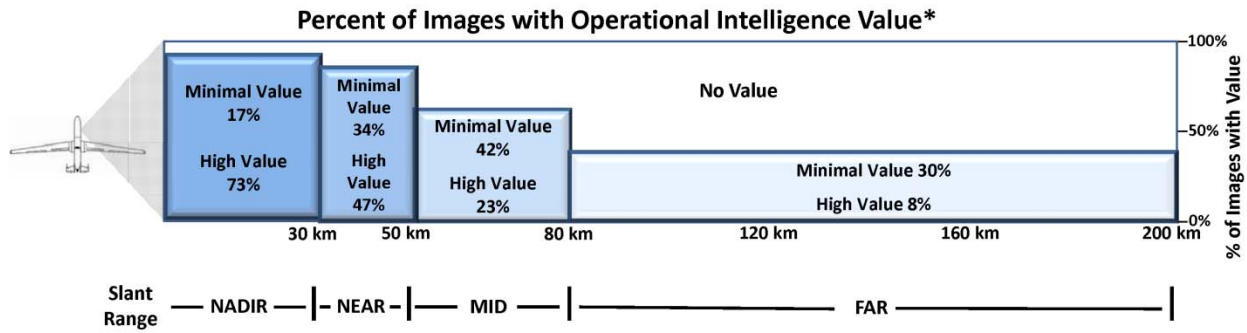 Percent of Images with Operational Intelligence Value*
100%
Minimal Value
17%
High Value
73%
Minimal
Value
34%
High
Value
47%
Minimal Value
42%
High Value
23%
No Value
Minimal Value 30%
High Value 8%
50%
0%
% of Images with Value
30 km
50 km
80 km
120 km
160 km
200 km
Slant
Range
NADIR
NEAR
MID
FAR